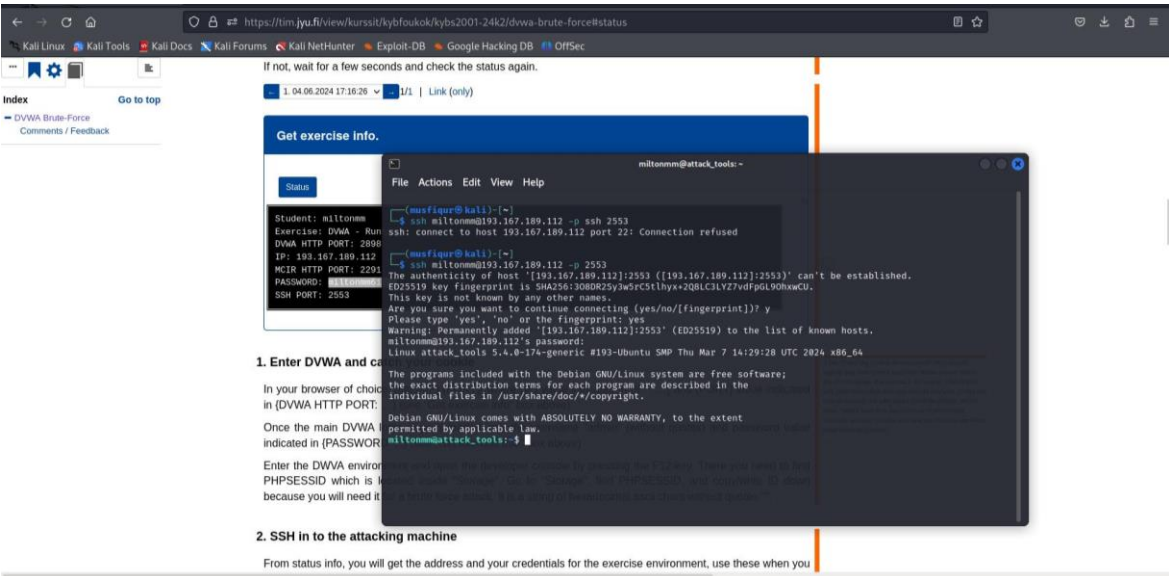 https://tim.jyu.fi/view/kurssit/kybfoukok/kybs2001-24k2/dvwa-brute-force#status
Kali Linux Kali Tools Kali Docs Kali Forums Kali NetHunter Exploit-DB Google Hacking DB OffSec
If not, wait for a few seconds and check the status again.
1. 04.06.2024 17:16:26 1/1 | Link (only)
Index Go to top
DVWA Brute-Force
Comments / Feedback
Get exercise info.
Status
Student: miltonmm
Exercise: DVWA - Run
DVWA HTTP PORT: 2898
IP: 193.167.189.112
MCIR HTTP PORT: 2291
PASSWORD:
SSH PORT: 2553
miltonmm@attack_tools: ~
File Actions Edit View Help
┌──(musfiqur㉿kali)-[~]
└─$ ssh miltonmm@193.167.189.112 -p ssh 2553
ssh: connect to host 193.167.189.112 port 22: Connection refused
┌──(musfiqur㉿kali)-[~]
└─$ ssh miltonmm@193.167.189.112 -p 2553
The authenticity of host '[193.167.189.112]:2553 ([193.167.189.112]:2553)' can't be established.
ED25519 key fingerprint is SHA256:3O8DR25y3w5rC5tlhyx+2Q8LC3LYZ7vdFpGL9OhxwCU.
This key is not known by any other names.
Are you sure you want to continue connecting (yes/no/[fingerprint])? y
Please type 'yes', 'no' or the fingerprint: yes
Warning: Permanently added '[193.167.189.112]:2553' (ED25519) to the list of known hosts.
miltonmm@193.167.189.112's password:
Linux attack_tools 5.4.0-174-generic #193-Ubuntu SMP Thu Mar 7 14:29:28 UTC 2024 x86_64
The programs included with the Debian GNU/Linux system are free software;
the exact distribution terms for each program are described in the
individual files in /usr/share/doc/*/copyright.
Debian GNU/Linux comes with ABSOLUTELY NO WARRANTY, to the extent
permitted by applicable law.
miltonmm@attack_tools:~$
1. Enter DVWA and ca
In your browser of choic
in {DVWA HTTP PORT:
Once the main DVWA l
indicated in {PASSWOR
Enter the DWVA environ
PHPSESSID which is l
because you will need it
2. SSH in to the attacking machine
From status info, you will get the address and your credentials for the exercise environment, use these when you